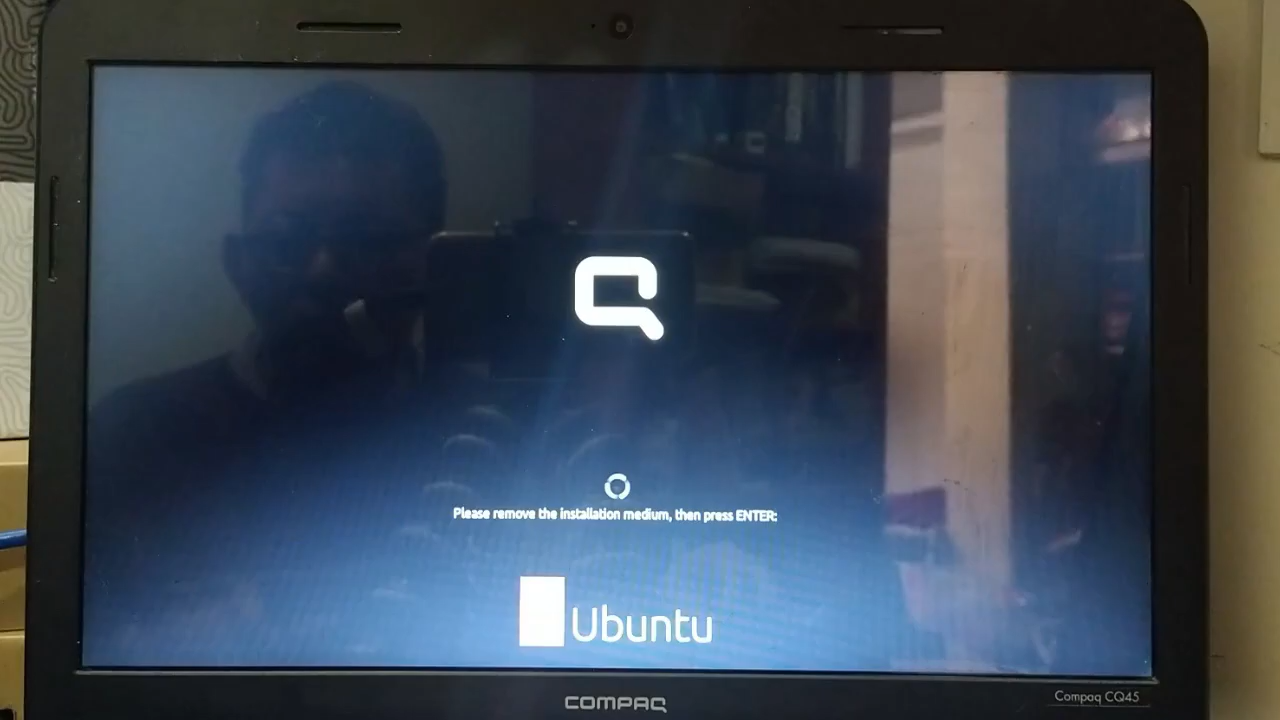 Please remove the installation medium, then press ENTER:
Ubuntu
COMPAQ
Compaq CQ45